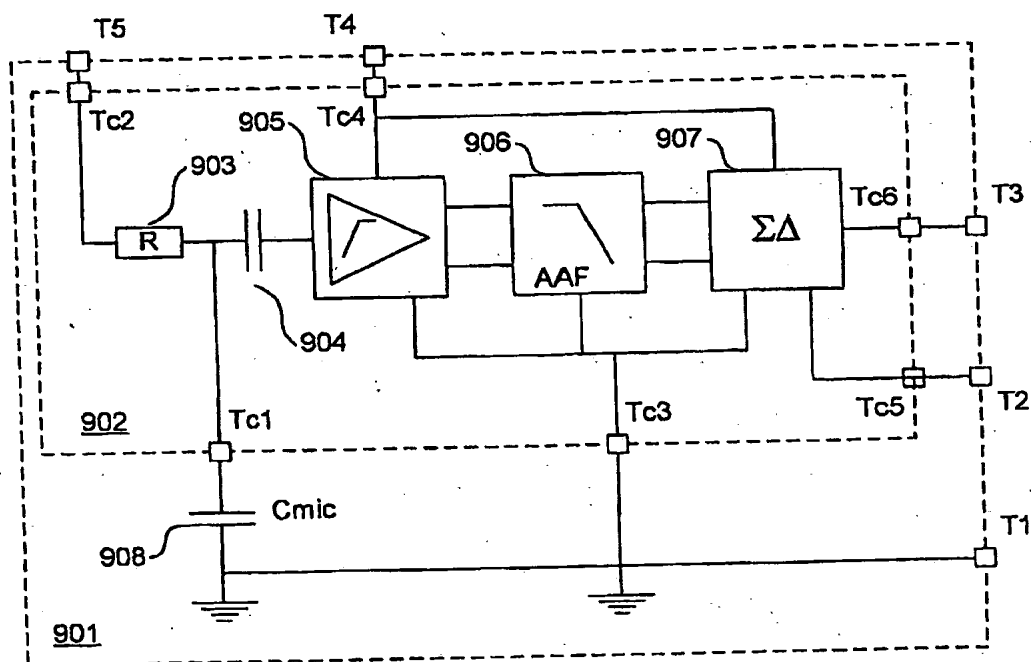 T5
T4
Tc2
905
Tc4
906
907
903
Tc6
T3
R
ΣΔ
AAF
904
Tc5
T2
902
Tc1
Tc3
Cmic
T1
908
901